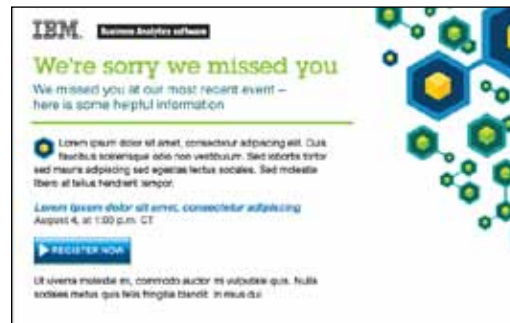 IBM. Business Analytics software
We're sorry we missed you
We missed you at our most recent event –
here is some helpful information
Lorem ipsum dolor sit amet, consectetur adipiscing elit. Duis
faucibus scelerisque odio non vestibulum. Sed lobortis tortor
sed mauris adipiscing sed egestas lectus sodales. Sed molestie
libero at tellus hendrerit tempor.
Lorem ipsum dolor sit amet, consectetur adipiscing
August 4, at 1:00 p.m. CT
REGISTER NOW
Ut viverra molestie mi, commodo auctor mi vulputate quis. Nulla
sodales metus quis felis fringilla blandit. In risus dui